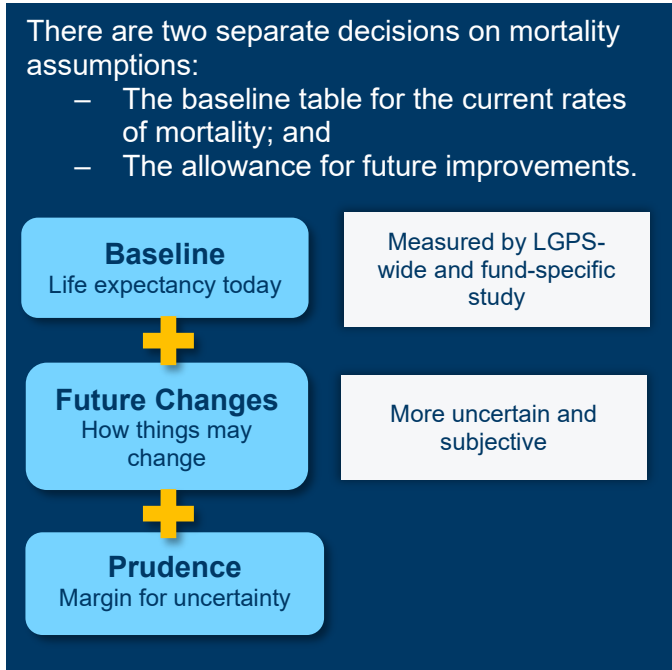 There are two separate decisions on mortality
assumptions:
– The baseline table for the current rates
of mortality; and
– The allowance for future improvements.
Baseline
Life expectancy today
Measured by LGPS-
wide and fund-specific
study
Future Changes
How things may
change
More uncertain and
subjective
Prudence
Margin for uncertainty